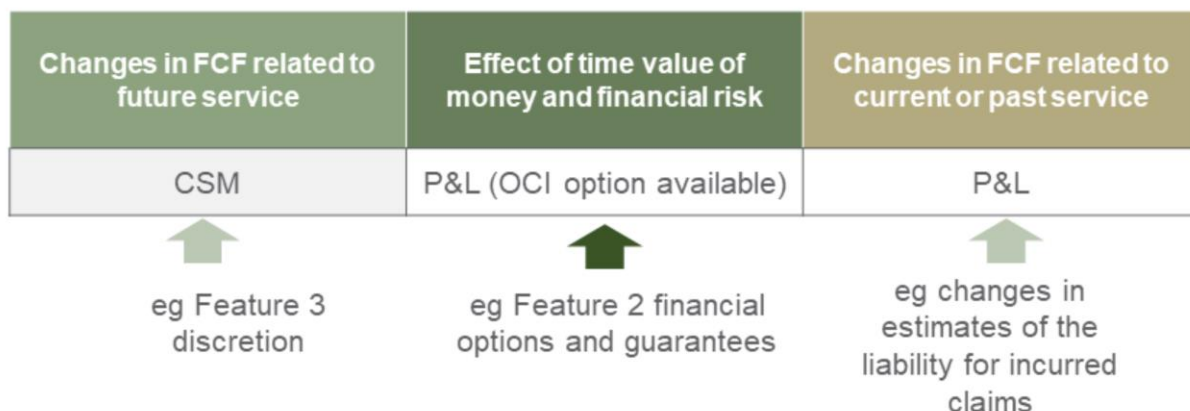 Changes in FCF related to
future service
Effect of time value of
money and financial risk
Changes in FCF related to
current or past service
CSM
P&L (OCI option available)
P&L
eg Feature 3
discretion
eg Feature 2 financial
options and guarantees
eg changes in
estimates of the
liability for incurred
claims